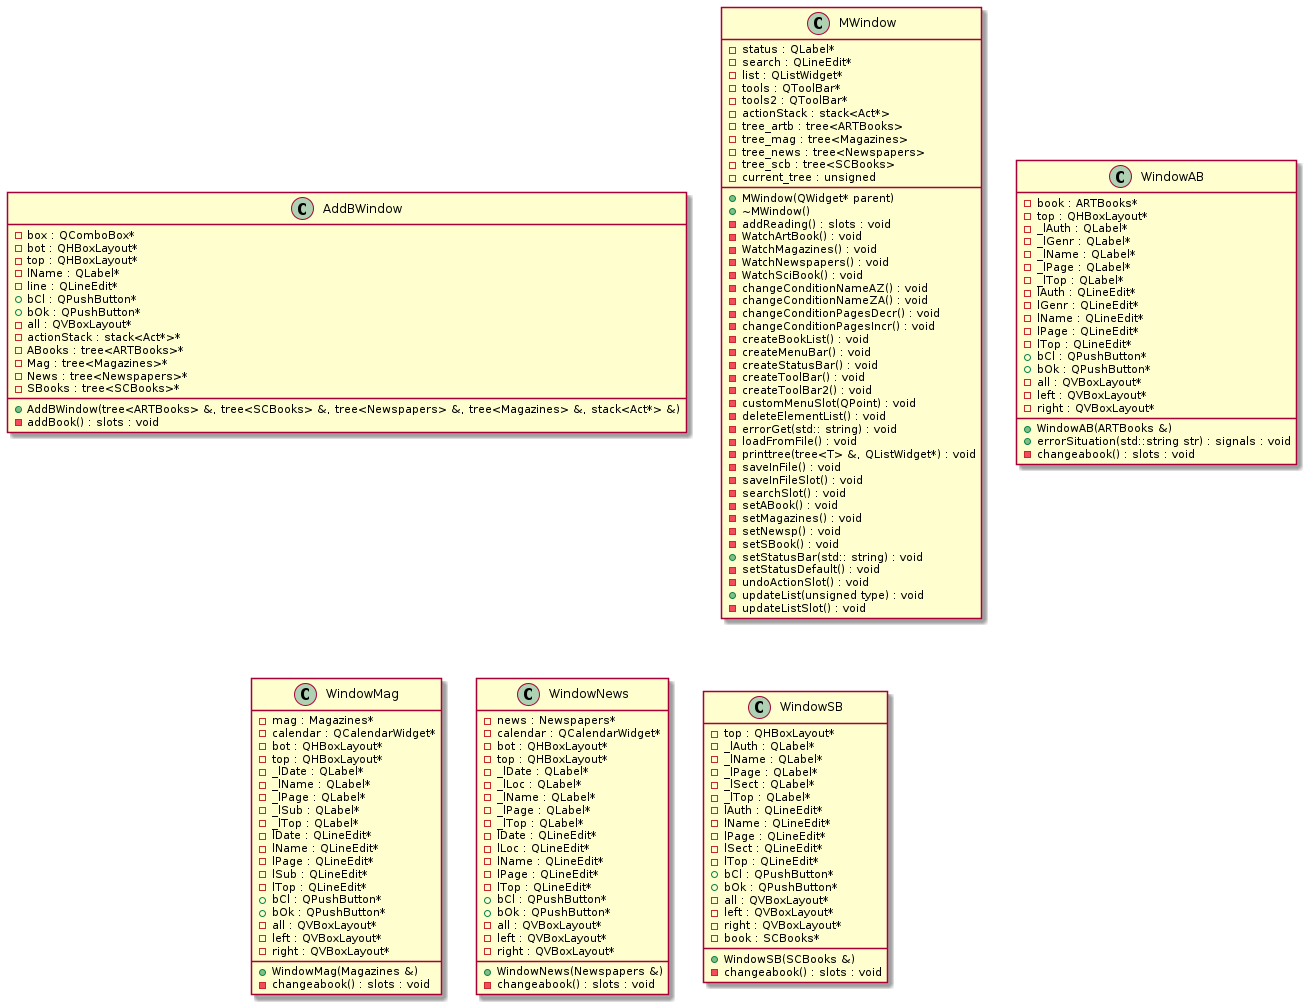 C AddBWindow
box : QComboBox*
bot : QHBoxLayout*
top : QHBoxLayout*
lName : QLabel*
line : QLineEdit*
bCl : QPushButton*
bOk : QPushButton*
all : QVBoxLayout*
actionStack : stack<Act*>*
ABooks : tree<ARTBooks>*
Mag : tree<Magazines>*
News : tree<Newspapers>*
SBooks : tree<SCBooks>*
AddBWindow(tree<ARTBooks> &, tree<SCBooks> &, tree<Newspapers> &, tree<Magazines> &, stack<Act*> &)
addBook() : slots : void
C MWindow
status : QLabel*
search : QLineEdit*
list : QListWidget*
tools : QToolBar*
tools2 : QToolBar*
actionStack : stack<Act*>
tree_artb : tree<ARTBooks>
tree_mag : tree<Magazines>
tree_news : tree<Newspapers>
tree_scb : tree<SCBooks>
current_tree : unsigned
MWindow(QWidget* parent)
~MWindow()
addReading() : slots : void
WatchArtBook() : void
WatchMagazines() : void
WatchNewspapers() : void
WatchSciBook() : void
changeConditionNameAZ() : void
changeConditionNameZA() : void
changeConditionPagesDecr() : void
changeConditionPagesIncr() : void
createBookList() : void
createMenuBar() : void
createStatusBar() : void
createToolBar() : void
createToolBar2() : void
customMenuSlot(QPoint) : void
deleteElementList() : void
errorGet(std:: string) : void
loadFromFile() : void
printtree(tree<T> &, QListWidget*) : void
saveInFile() : void
saveInFileSlot() : void
searchSlot() : void
setABook() : void
setMagazines() : void
setNewsp() : void
setSBook() : void
setStatusBar(std:: string) : void
setStatusDefault() : void
undoActionSlot() : void
updateList(unsigned type) : void
updateListSlot() : void
C WindowAB
book : ARTBooks*
top : QHBoxLayout*
_lAuth : QLabel*
_lGenr : QLabel*
_lName : QLabel*
_lPage : QLabel*
_lTop : QLabel*
lAuth : QLineEdit*
lGenr : QLineEdit*
lName : QLineEdit*
lPage : QLineEdit*
lTop : QLineEdit*
bCl : QPushButton*
bOk : QPushButton*
all : QVBoxLayout*
left : QVBoxLayout*
right : QVBoxLayout*
WindowAB(ARTBooks &)
errorSituation(std::string str) : signals : void
changeabook() : slots : void
C WindowMag
mag : Magazines*
calendar : QCalendarWidget*
bot : QHBoxLayout*
top : QHBoxLayout*
_lDate : QLabel*
_lName : QLabel*
_lPage : QLabel*
_lSub : QLabel*
_lTop : QLabel*
lDate : QLineEdit*
lName : QLineEdit*
lPage : QLineEdit*
lSub : QLineEdit*
lTop : QLineEdit*
bCl : QPushButton*
bOk : QPushButton*
all : QVBoxLayout*
left : QVBoxLayout*
right : QVBoxLayout*
WindowMag(Magazines &)
changeabook() : slots : void
C WindowNews
news : Newspapers*
calendar : QCalendarWidget*
bot : QHBoxLayout*
top : QHBoxLayout*
_lDate : QLabel*
_lLoc : QLabel*
_lName : QLabel*
_lPage : QLabel*
_lTop : QLabel*
lDate : QLineEdit*
lLoc : QLineEdit*
lName : QLineEdit*
lPage : QLineEdit*
lTop : QLineEdit*
bCl : QPushButton*
bOk : QPushButton*
all : QVBoxLayout*
left : QVBoxLayout*
right : QVBoxLayout*
WindowNews(Newspapers &)
changeabook() : slots : void
C WindowSB
top : QHBoxLayout*
_lAuth : QLabel*
_lName : QLabel*
_lPage : QLabel*
_lSect : QLabel*
_lTop : QLabel*
lAuth : QLineEdit*
lName : QLineEdit*
lPage : QLineEdit*
lSect : QLineEdit*
lTop : QLineEdit*
bCl : QPushButton*
bOk : QPushButton*
all : QVBoxLayout*
left : QVBoxLayout*
right : QVBoxLayout*
book : SCBooks*
WindowSB(SCBooks &)
changeabook() : slots : void